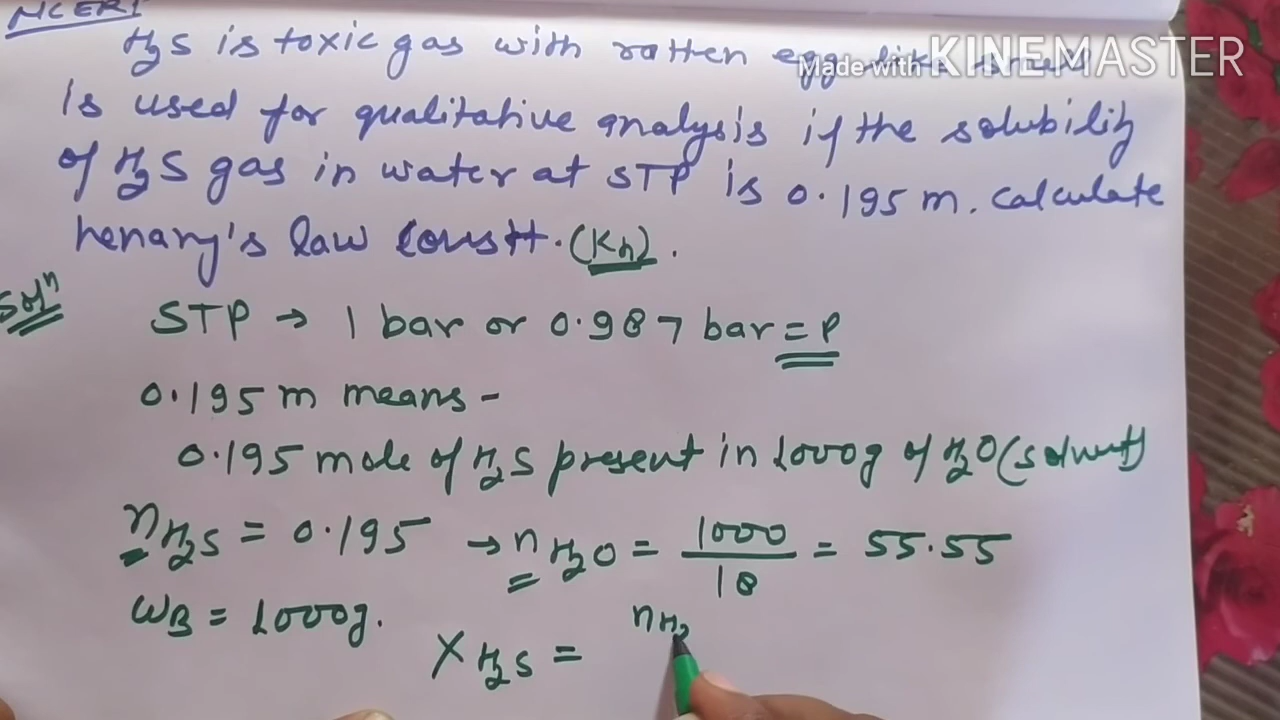 NCERT
H2S is toxic gas with rotten egg like smell
Made with KINEMASTER
is used for qualitative analysis if the solubility
of H2S gas in water at STP is 0.195 m. Calculate
henary's law constt. (Kh).
Solⁿ
STP → 1 bar or 0.987 bar = P
0.195 m means -
0.195 mole of H2S present in 1000g of H2O (solvent)
nH2S = 0.195 → nH2O = 1000/18 = 55.55
WB = 1000g.
XH2S = nH2